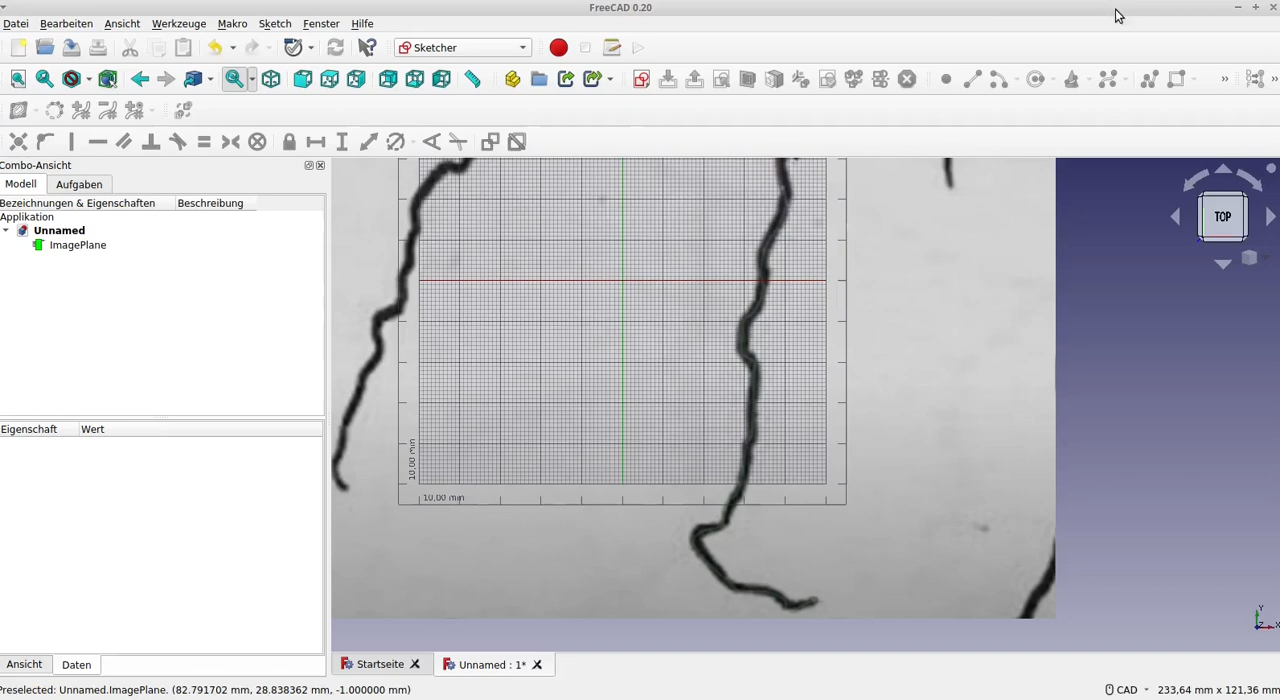 FreeCAD 0.20
Datei Bearbeiten Ansicht Werkzeuge Makro Sketch Fenster Hilfe
Sketcher
Combo-Ansicht
Modell Aufgaben
Bezeichnungen & Eigenschaften Beschreibung
Applikation
Unnamed
ImagePlane
Eigenschaft Wert
Ansicht Daten
10,00 mm
10,00 mm
TOP
Y
Z X
Startseite Unnamed : 1*
Preselected: Unnamed.ImagePlane. (82.791702 mm, 28.838362 mm, -1.000000 mm) CAD 233,64 mm x 121,36 mm